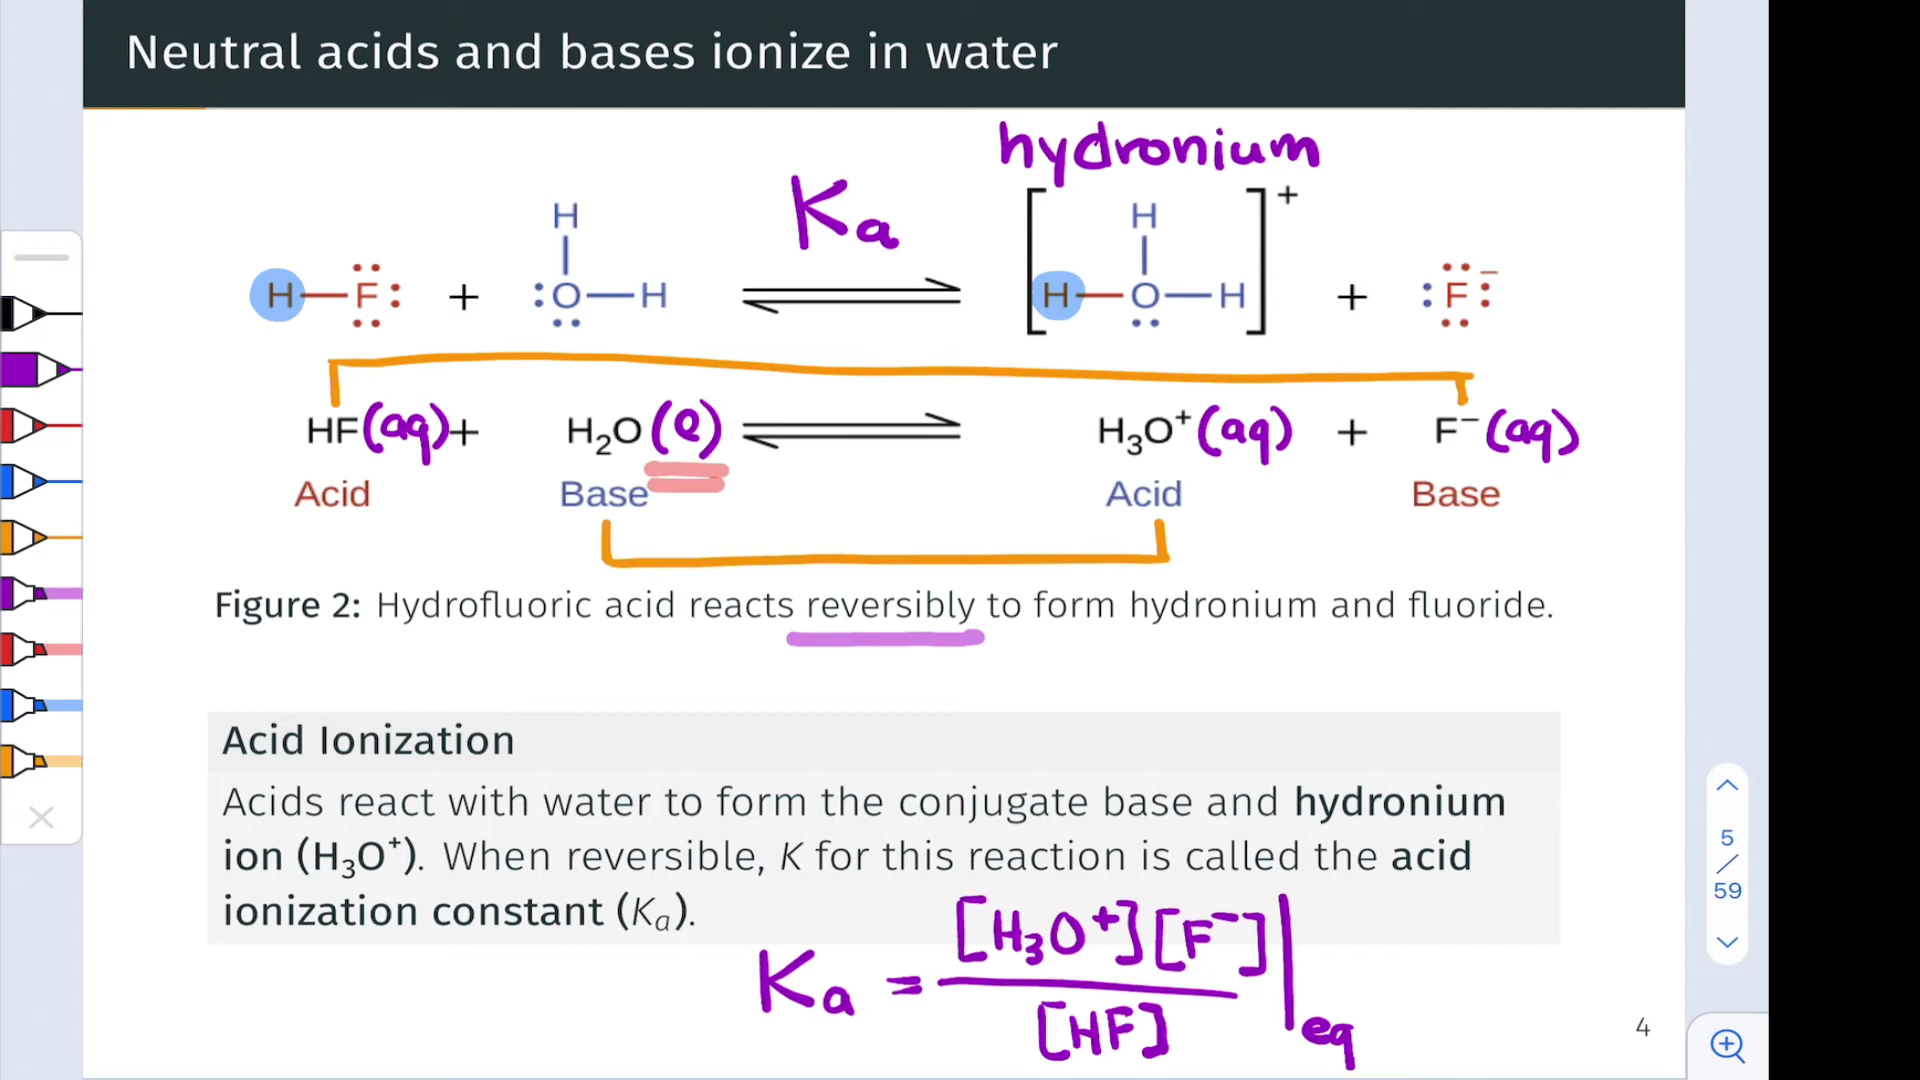 Neutral acids and bases ionize in water
hydronium
Ka
H H +
H—F: + :O—H [H—O—H] + :F:−
HF(aq) + H₂O(l) ⇌ H₃O⁺(aq) + F⁻(aq)
Acid Base Acid Base
Figure 2: Hydrofluoric acid reacts reversibly to form hydronium and fluoride.
Acid Ionization
Acids react with water to form the conjugate base and hydronium
ion (H₃O⁺). When reversible, K for this reaction is called the acid
ionization constant (Kₐ).
Ka = [H₃O⁺][F⁻] / [HF] | eq
5
/
59
4